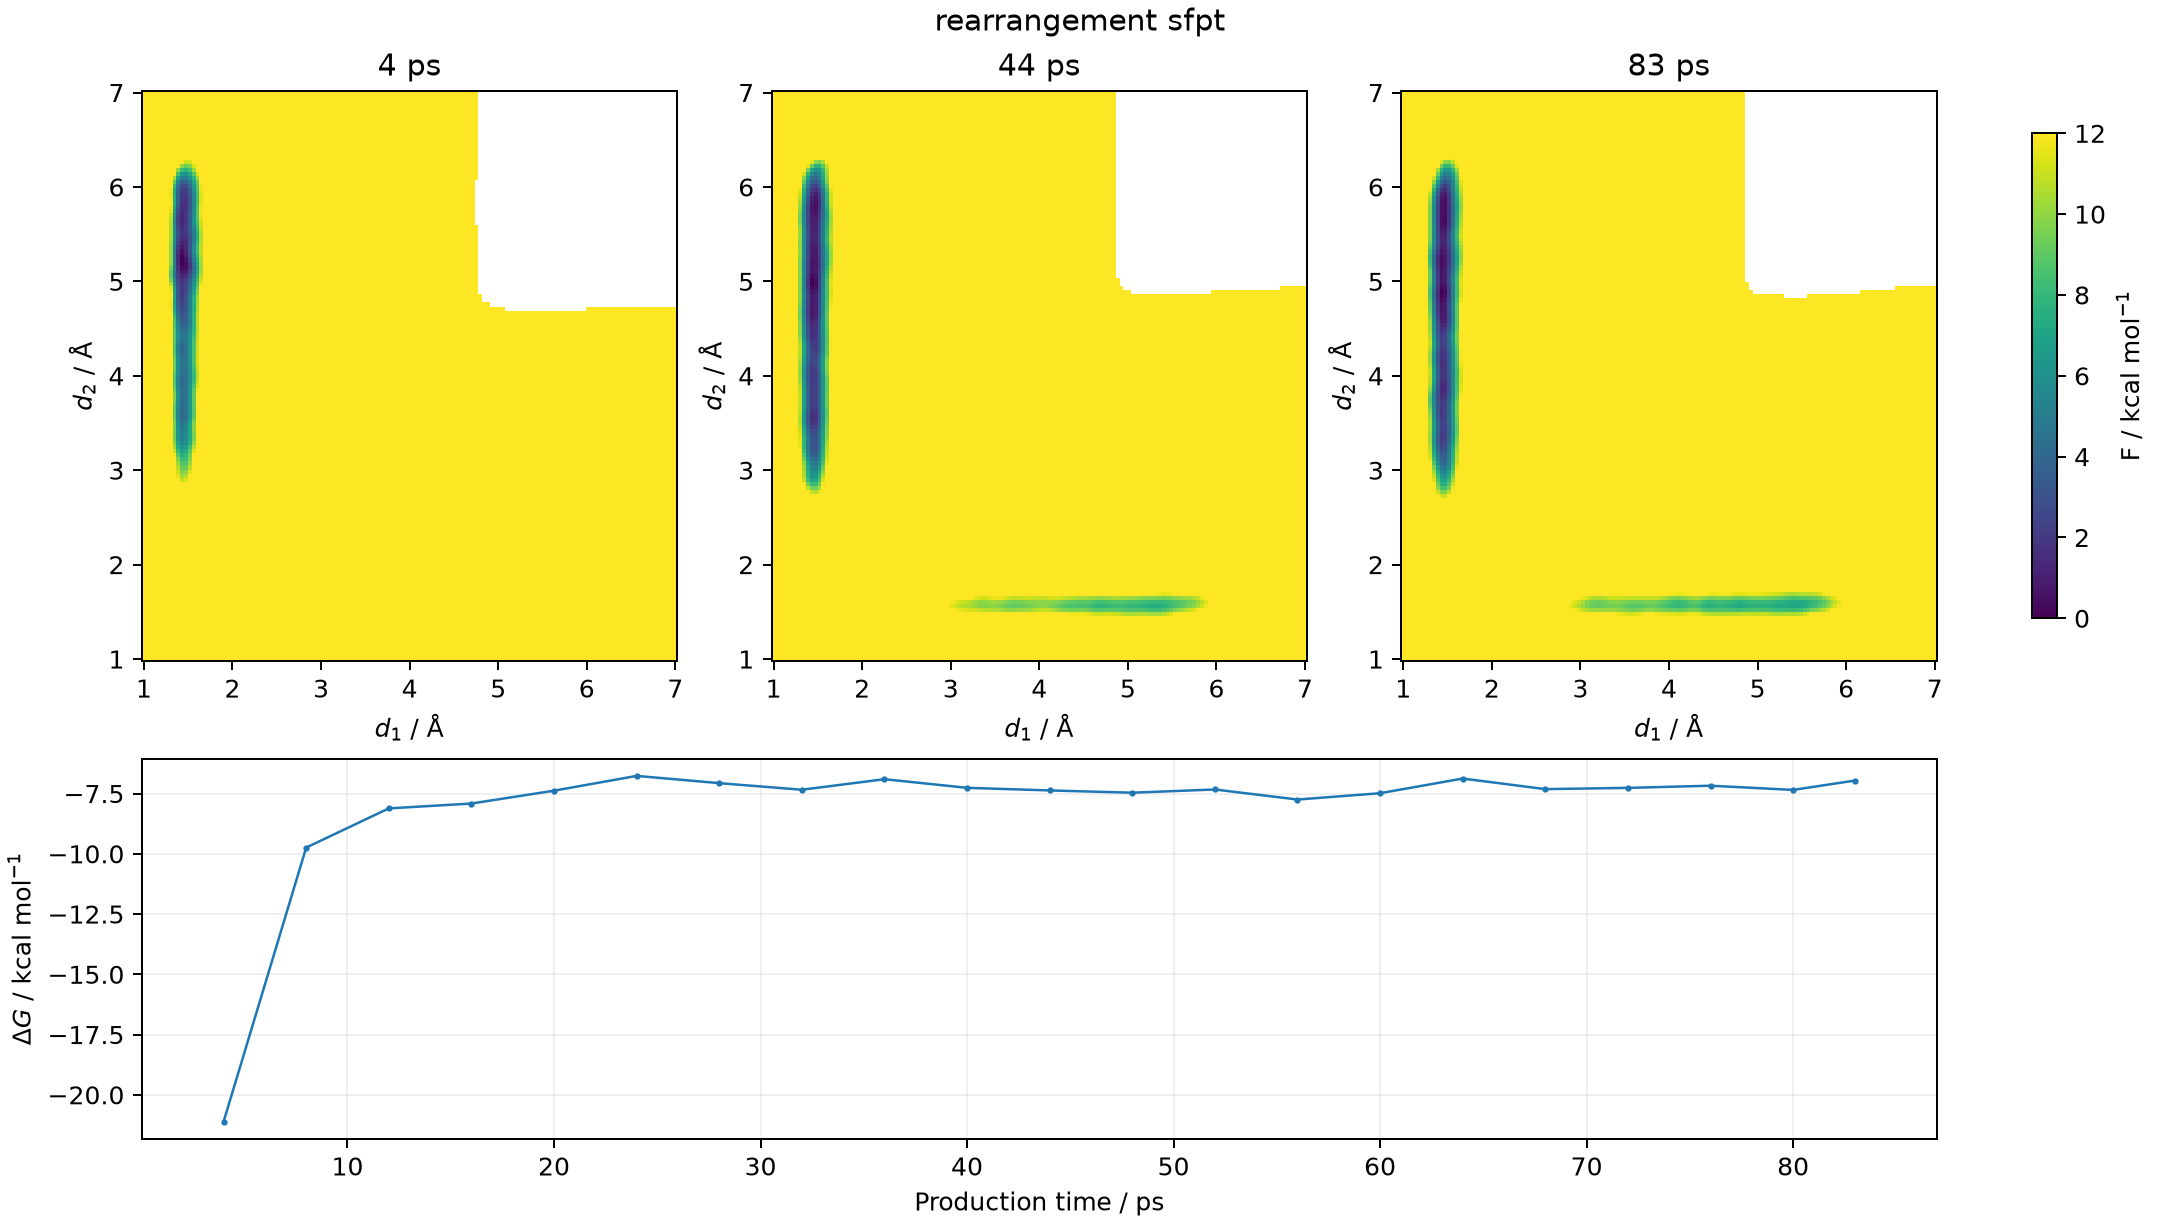 rearrangement sfpt
4 ps
44 ps
83 ps
7
6
5
4
3
2
1
d₂ / Å
1 2 3 4 5 6 7
d₁ / Å
7
6
5
4
3
2
1
d₂ / Å
1 2 3 4 5 6 7
d₁ / Å
7
6
5
4
3
2
1
d₂ / Å
1 2 3 4 5 6 7
d₁ / Å
12
10
8
6
4
2
0
F / kcal mol⁻¹
−7.5
−10.0
−12.5
−15.0
−17.5
−20.0
ΔG / kcal mol⁻¹
10 20 30 40 50 60 70 80
Production time / ps